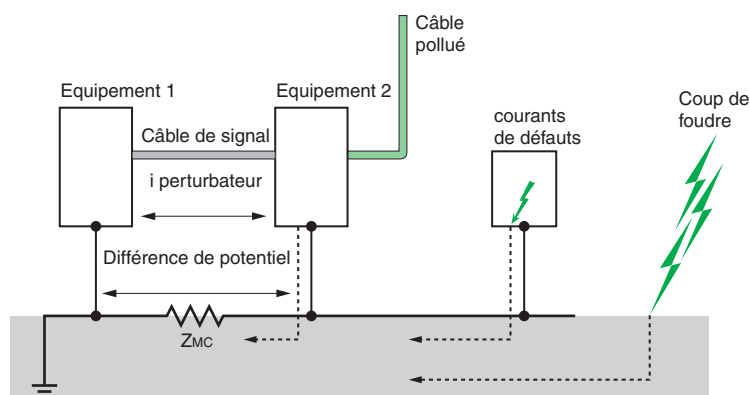 Câble
pollué
Equipement 1
Equipement 2
Câble de signal
i perturbateur
Différence de potentiel
ZMC
courants
de défauts
Coup de
foudre